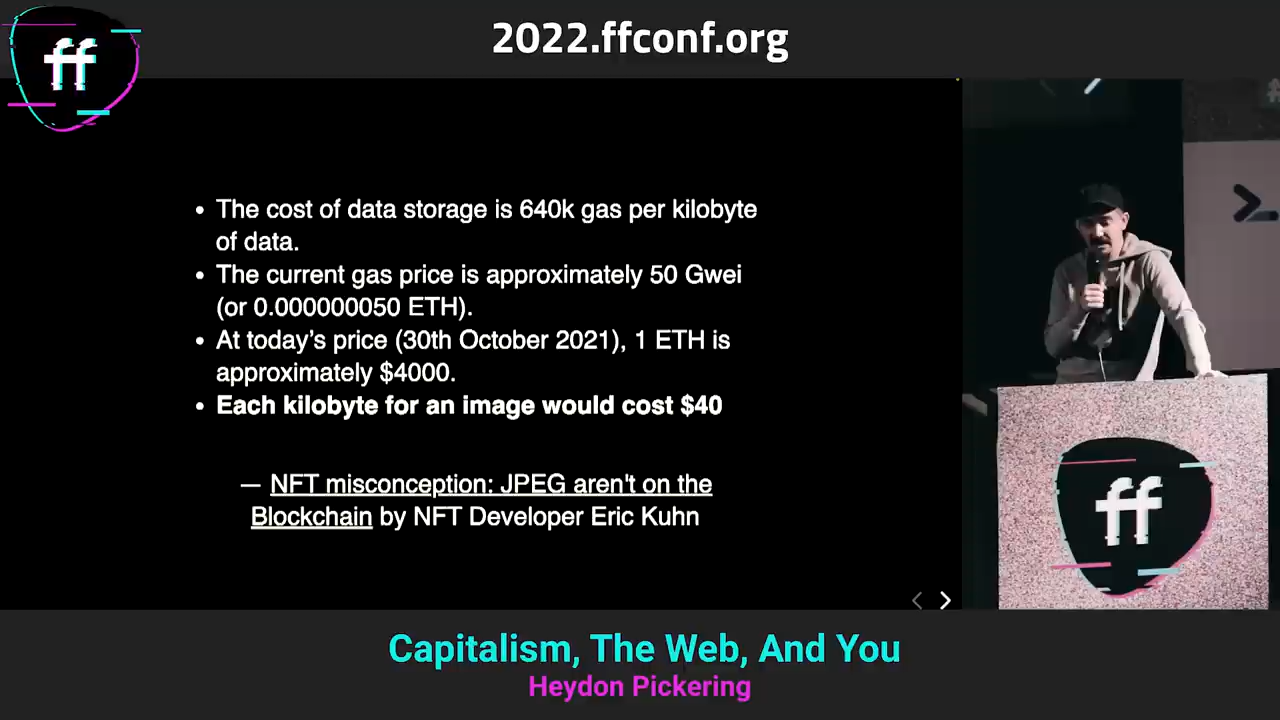 2022.ffconf.org
ff
• The cost of data storage is 640k gas per kilobyte
of data.
• The current gas price is approximately 50 Gwei
(or 0.000000050 ETH).
• At today’s price (30th October 2021), 1 ETH is
approximately $4000.
• Each kilobyte for an image would cost $40
— NFT misconception: JPEG aren't on the
Blockchain by NFT Developer Eric Kuhn
ff
Capitalism, The Web, And You
Heydon Pickering